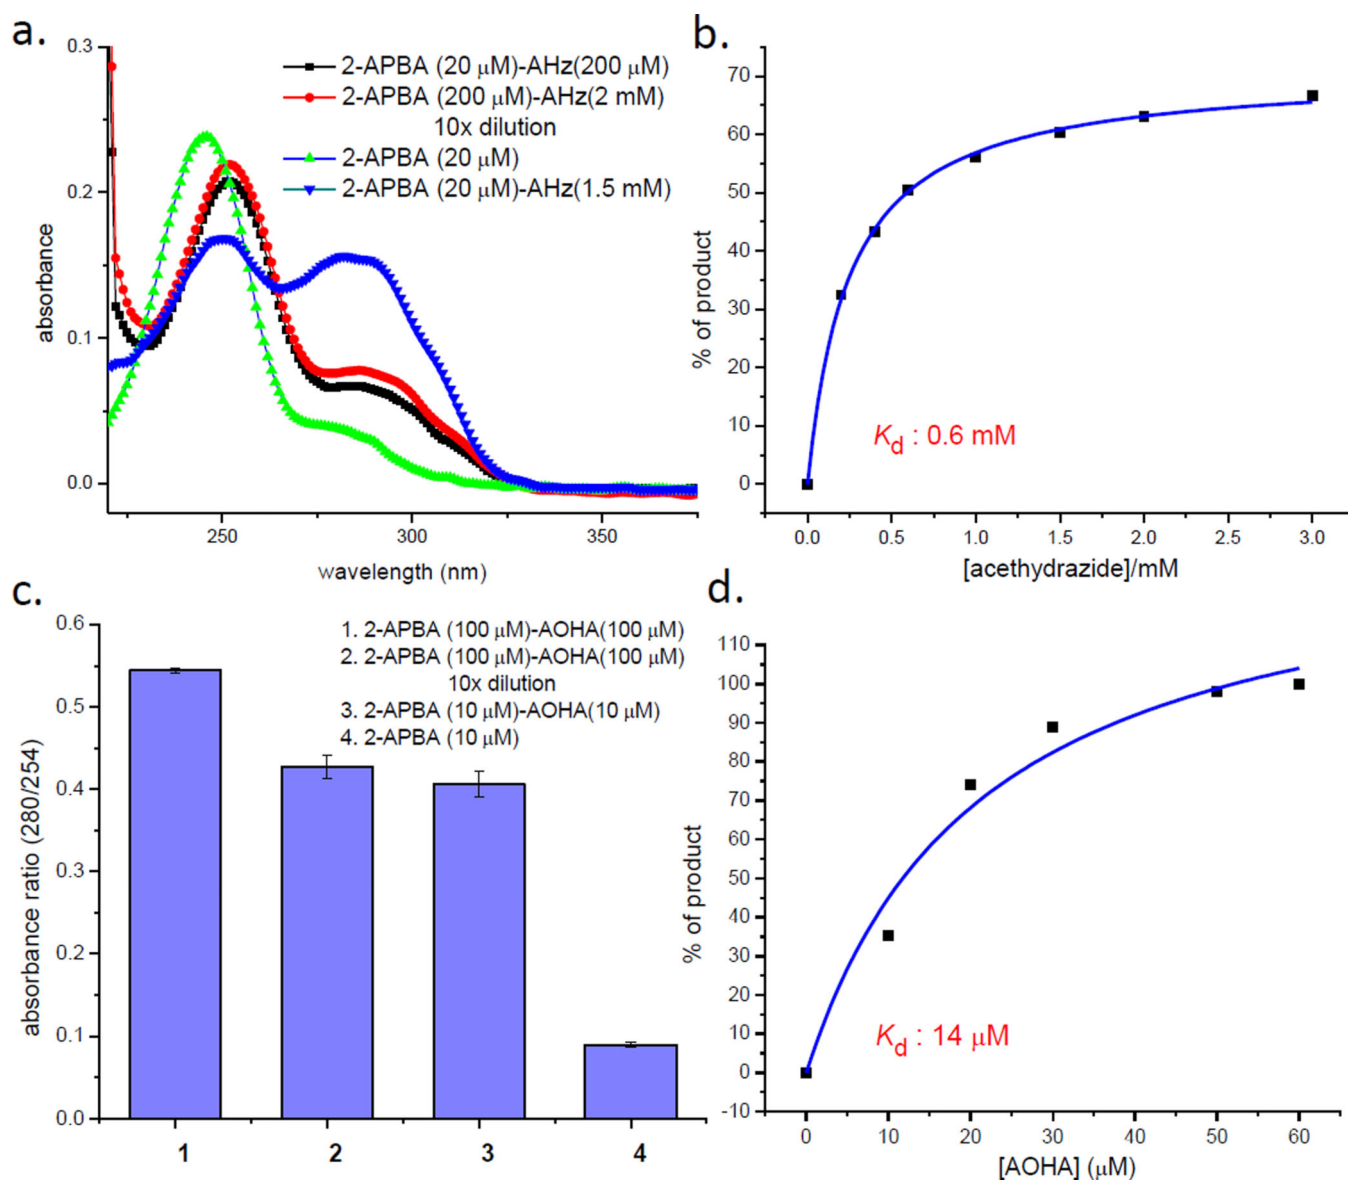 a.
0.3
0.2
0.1
0.0
absorbance
2-APBA (20 μM)-AHz(200 μM)
2-APBA (200 μM)-AHz(2 mM)
10x dilution
2-APBA (20 μM)
2-APBA (20 μM)-AHz(1.5 mM)
250 300 350
wavelength (nm)
b.
70
60
50
40
30
20
10
0
% of product
Kd : 0.6 mM
0.0 0.5 1.0 1.5 2.0 2.5 3.0
[acethydrazide]/mM
c.
0.6
0.5
0.4
0.3
0.2
0.1
0.0
absorbance ratio (280/254)
1. 2-APBA (100 μM)-AOHA(100 μM)
2. 2-APBA (100 μM)-AOHA(100 μM)
10x dilution
3. 2-APBA (10 μM)-AOHA(10 μM)
4. 2-APBA (10 μM)
1 2 3 4
d.
110
100
90
80
70
60
50
40
30
20
10
0
-10
% of product
Kd : 14 μM
0 10 20 30 40 50 60
[AOHA] (μM)